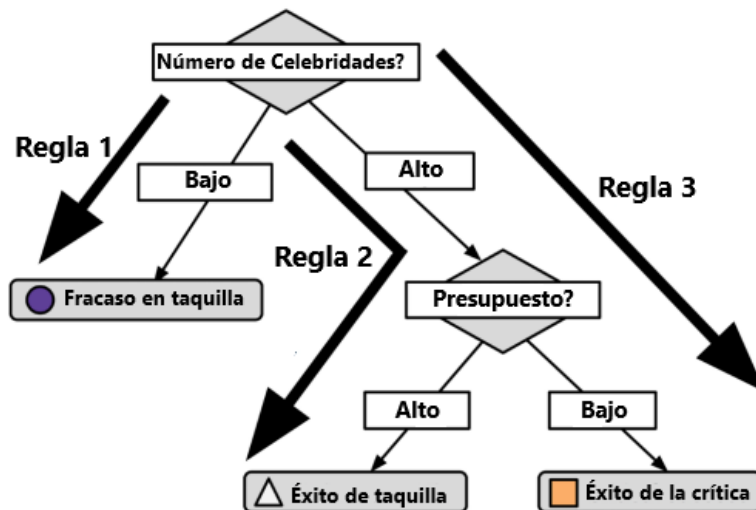 Número de Celebridades?
Regla 1
Bajo
Alto
Regla 3
Regla 2
Fracaso en taquilla
Presupuesto?
Alto
Bajo
Éxito de taquilla
Éxito de la crítica